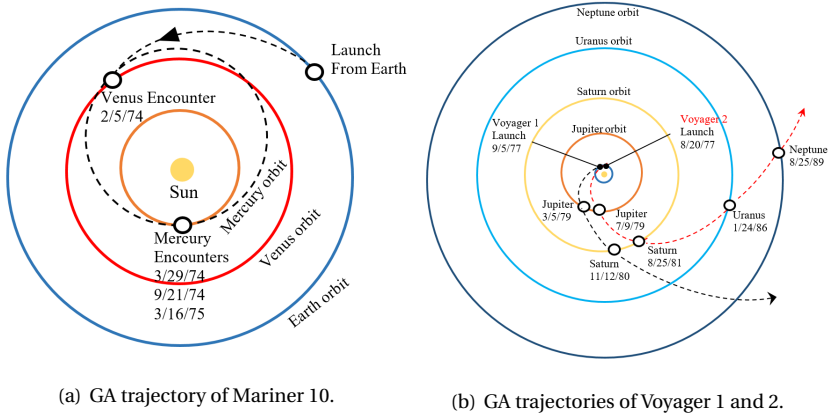 Launch
From Earth
Venus Encounter
2/5/74
Sun
Mercury orbit
Mercury
Encounters
3/29/74
9/21/74
3/16/75
Venus orbit
Earth orbit
(a) GA trajectory of Mariner 10.
Neptune orbit
Uranus orbit
Saturn orbit
Voyager 1
Launch
9/5/77
Jupiter orbit
Voyager 2
Launch
8/20/77
Neptune
8/25/89
Jupiter
3/5/79
Jupiter
7/9/79
Uranus
1/24/86
Saturn
8/25/81
Saturn
11/12/80
(b) GA trajectories of Voyager 1 and 2.